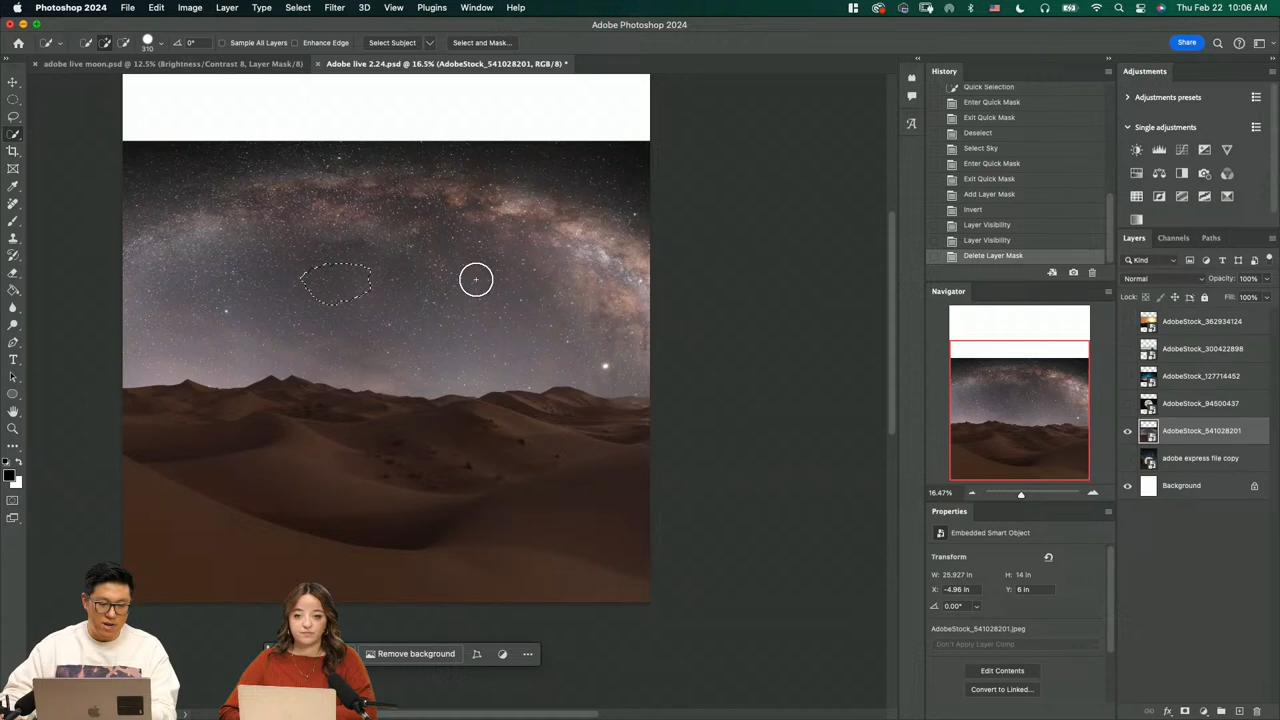 Photoshop 2024 File Edit Image Layer Type Select Filter 3D View Plugins Window Help Thu Feb 22 10:06 AM
Adobe Photoshop 2024
310 0° Sample All Layers Enhance Edge Select Subject Select and Mask... Share
adobe live moon.psd @ 12.5% (Brightness/Contrast 8, Layer Mask/8)
Adobe live 2.24.psd @ 16.5% (AdobeStock_541028201, RGB/8) *
History
Quick Selection
Enter Quick Mask
Exit Quick Mask
Deselect
Select Sky
Enter Quick Mask
Exit Quick Mask
Add Layer Mask
Invert
Layer Visibility
Layer Visibility
Delete Layer Mask
Navigator
16.47%
Properties
Embedded Smart Object
Transform
W: 25.927 in H: 14 in
X: -4.96 in Y: 6 in
0.00°
AdobeStock_541028201.jpeg
Don't Apply Layer Comp
Edit Contents
Convert to Linked...
Adjustments
Adjustments presets
Single adjustments
Layers Channels Paths
Kind
Normal Opacity: 100%
Lock: Fill: 100%
AdobeStock_362934124
AdobeStock_300422898
AdobeStock_127714452
AdobeStock_94500437
AdobeStock_541028201
adobe express file copy
Background
Remove background